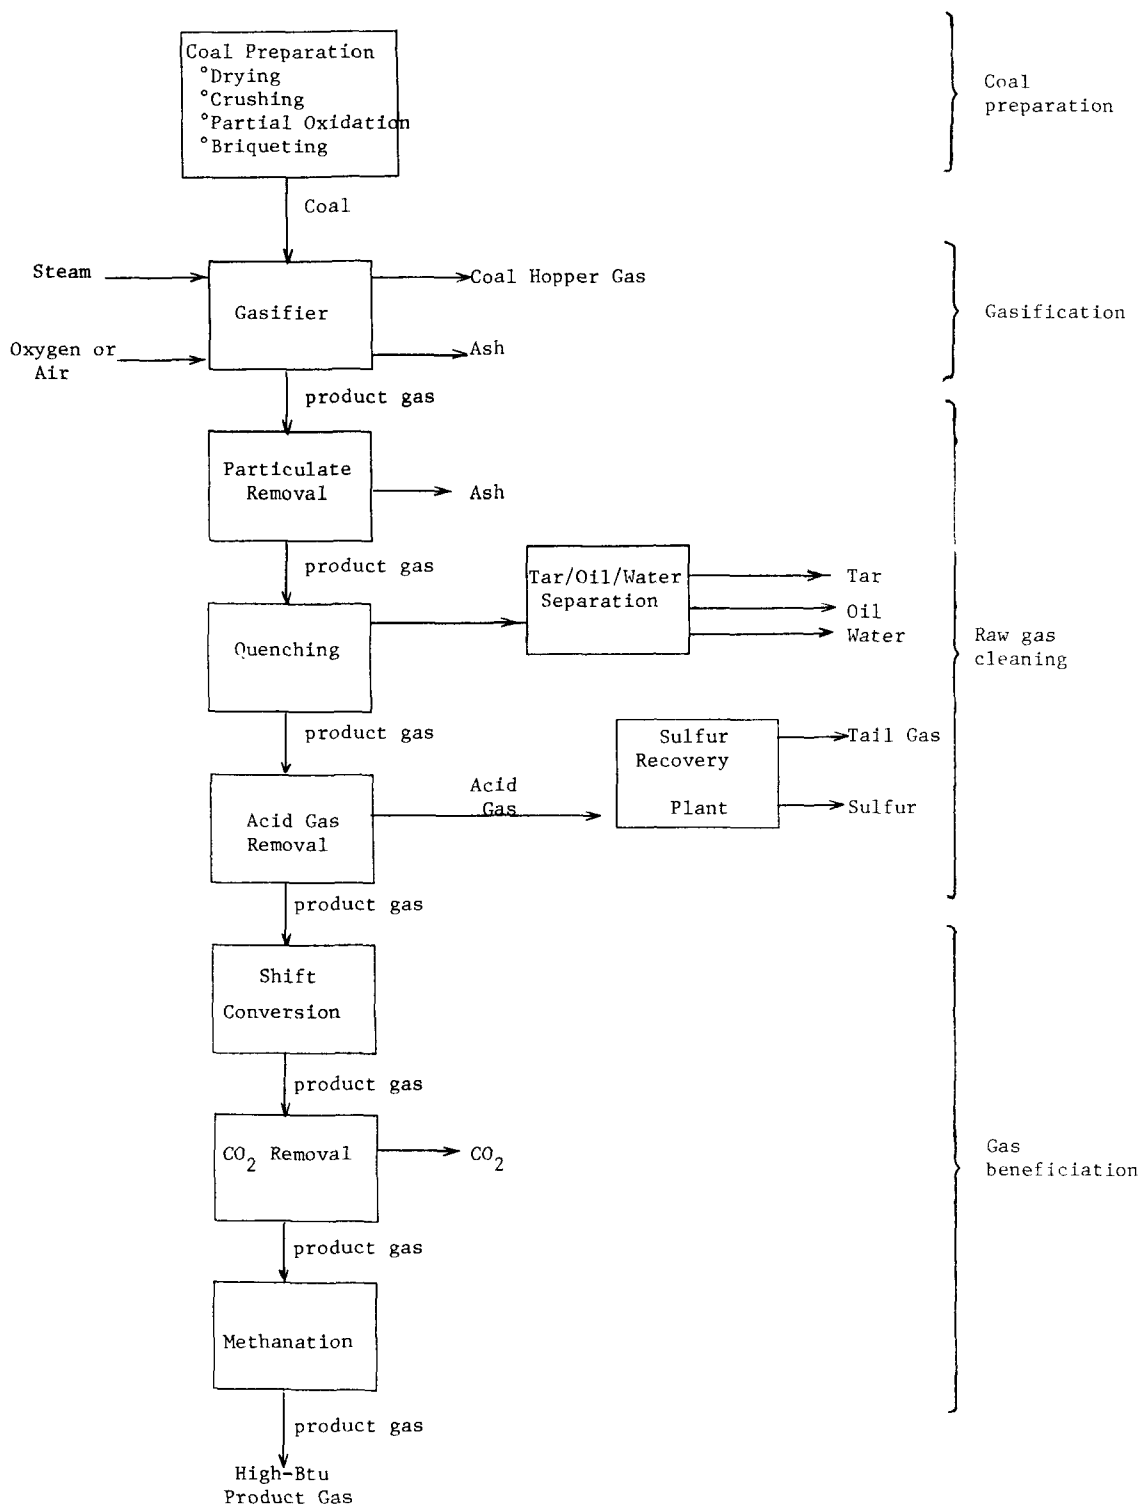 Coal Preparation
°Drying
°Crushing
°Partial Oxidation
°Briqueting
Coal
preparation
Coal
Steam
Coal Hopper Gas
Gasifier
Gasification
Oxygen or
Air
Ash
product gas
Particulate
Removal
Ash
product gas
Tar/Oil/Water
Separation
Tar
Oil
Water
Quenching
Raw gas
cleaning
product gas
Sulfur
Recovery
Plant
Tail Gas
Sulfur
Acid
Gas
Acid Gas
Removal
product gas
Shift
Conversion
product gas
CO2 Removal
CO2
Gas
beneficiation
product gas
Methanation
product gas
High-Btu
Product Gas